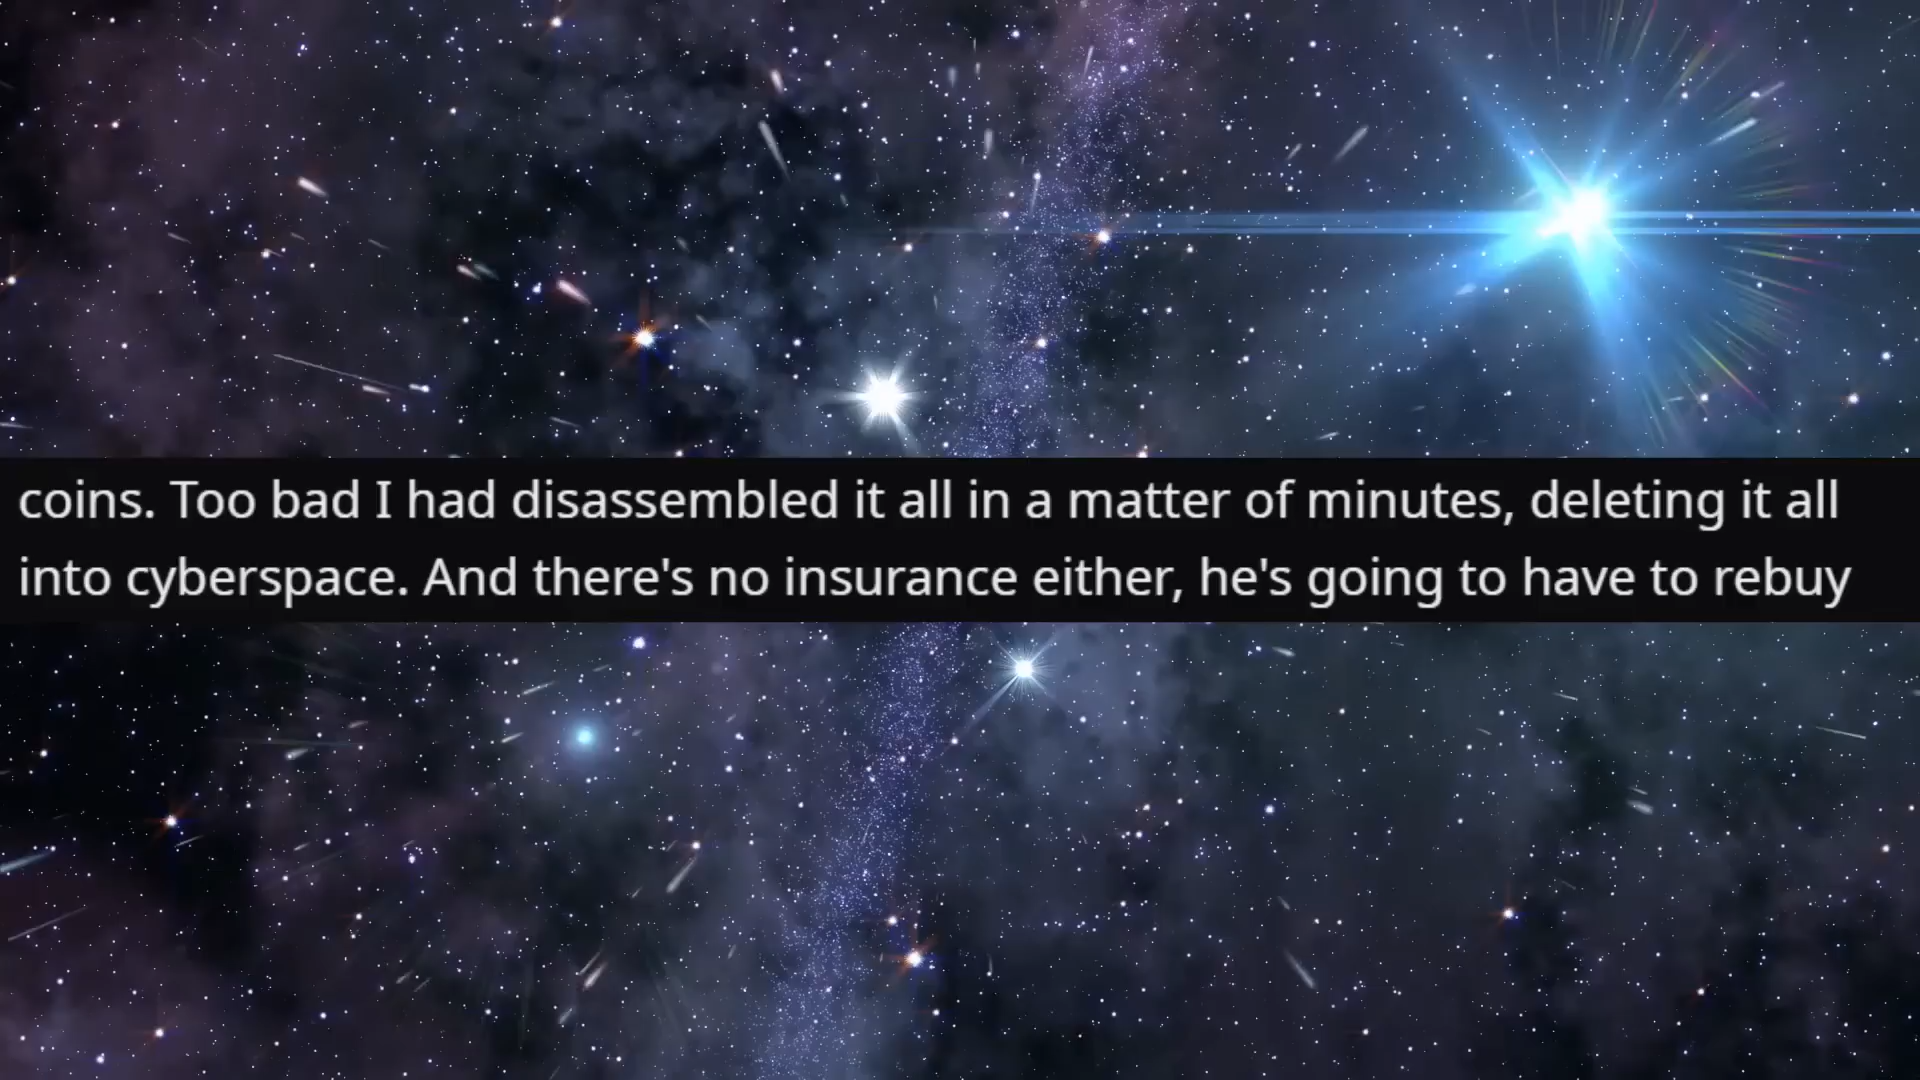 coins. Too bad I had disassembled it all in a matter of minutes, deleting it all
into cyberspace. And there's no insurance either, he's going to have to rebuy